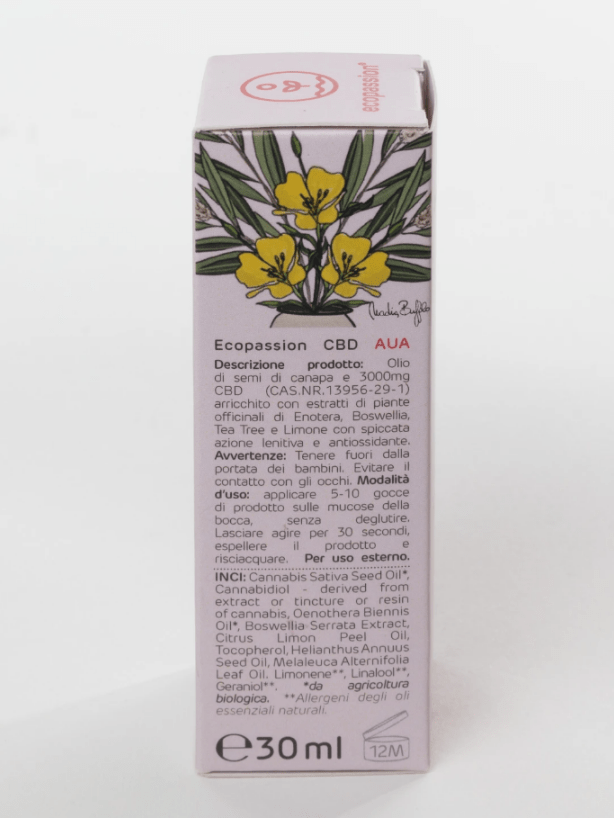 ecopassion®
Ecopassion CBD AUA
Descrizione prodotto: Olio
di semi di canapa e 3000mg
CBD (CAS.NR.13956-29-1)
arricchito con estratti di piante
officinali di Enotera, Boswellia,
Tea Tree e Limone con spiccata
azione lenitiva e antiossidante.
Avvertenze: Tenere fuori dalla
portata dei bambini. Evitare il
contatto con gli occhi. Modalità
d'uso: applicare 5-10 gocce
di prodotto sulle mucose della
bocca, senza deglutire.
Lasciare agire per 30 secondi,
espellere il prodotto e
risciacquare. Per uso esterno.
INCI: Cannabis Sativa Seed Oil*,
Cannabidiol - derived from
extract or tincture or resin
of cannabis, Oenothera Biennis
Oil*, Boswellia Serrata Extract,
Citrus Limon Peel Oil,
Tocopherol, Helianthus Annuus
Seed Oil, Melaleuca Alternifolia
Leaf Oil. Limonene**, Linalool**,
Geraniol**. *da agricoltura
biologica. **Allergeni degli oli
essenziali naturali.
℮30ml 12M